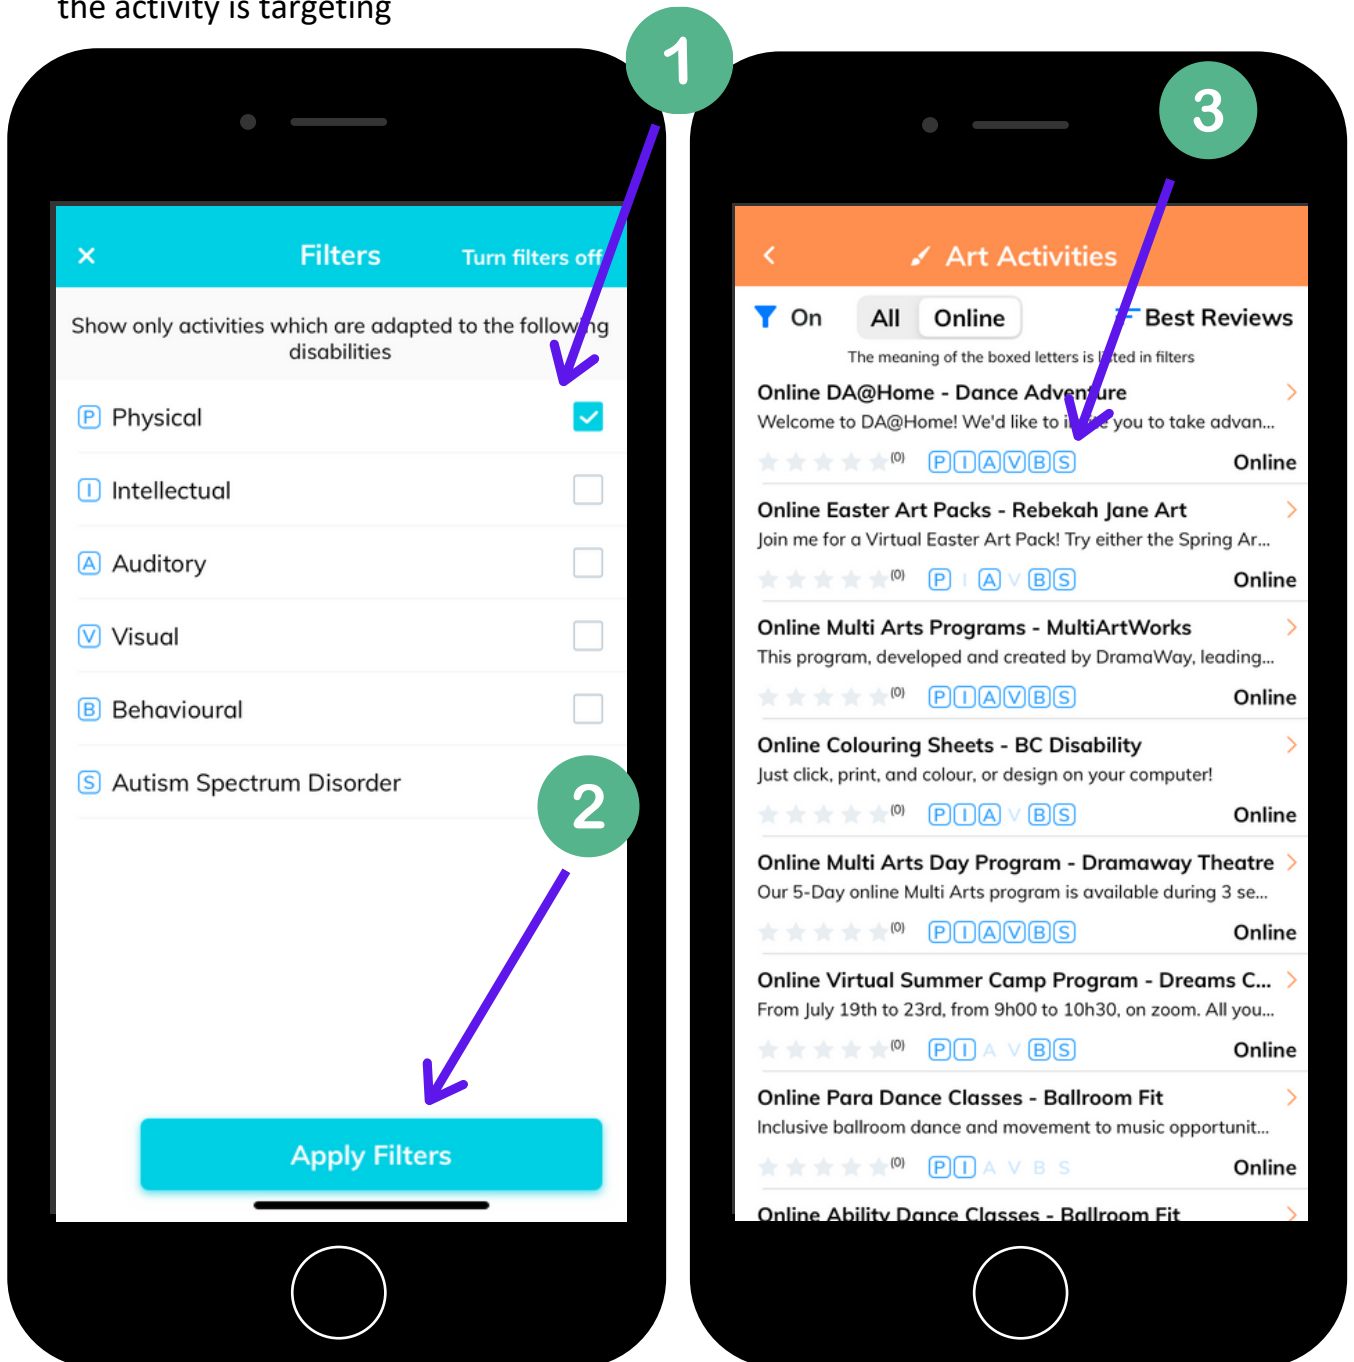 the activity is targeting
1
3
Filters
Turn filters off
Show only activities which are adapted to the following
disabilities
P Physical
I Intellectual
A Auditory
V Visual
B Behavioural
S Autism Spectrum Disorder
2
Apply Filters
Art Activities
On
All
Online
Best Reviews
The meaning of the boxed letters is listed in filters
Online DA@Home - Dance Adventure
Welcome to DA@Home! We'd like to invite you to take advan...
(0) P I A V B S Online
Online Easter Art Packs - Rebekah Jane Art
Join me for a Virtual Easter Art Pack! Try either the Spring Ar...
(0) P I A V B S Online
Online Multi Arts Programs - MultiArtWorks
This program, developed and created by DramaWay, leading...
(0) P I A V B S Online
Online Colouring Sheets - BC Disability
Just click, print, and colour, or design on your computer!
(0) P I A V B S Online
Online Multi Arts Day Program - Dramaway Theatre
Our 5-Day online Multi Arts program is available during 3 se...
(0) P I A V B S Online
Online Virtual Summer Camp Program - Dreams C...
From July 19th to 23rd, from 9h00 to 10h30, on zoom. All you...
(0) P I A V B S Online
Online Para Dance Classes - Ballroom Fit
Inclusive ballroom dance and movement to music opportunit...
(0) P I A V B S Online
Online Ability Dance Classes - Ballroom Fit